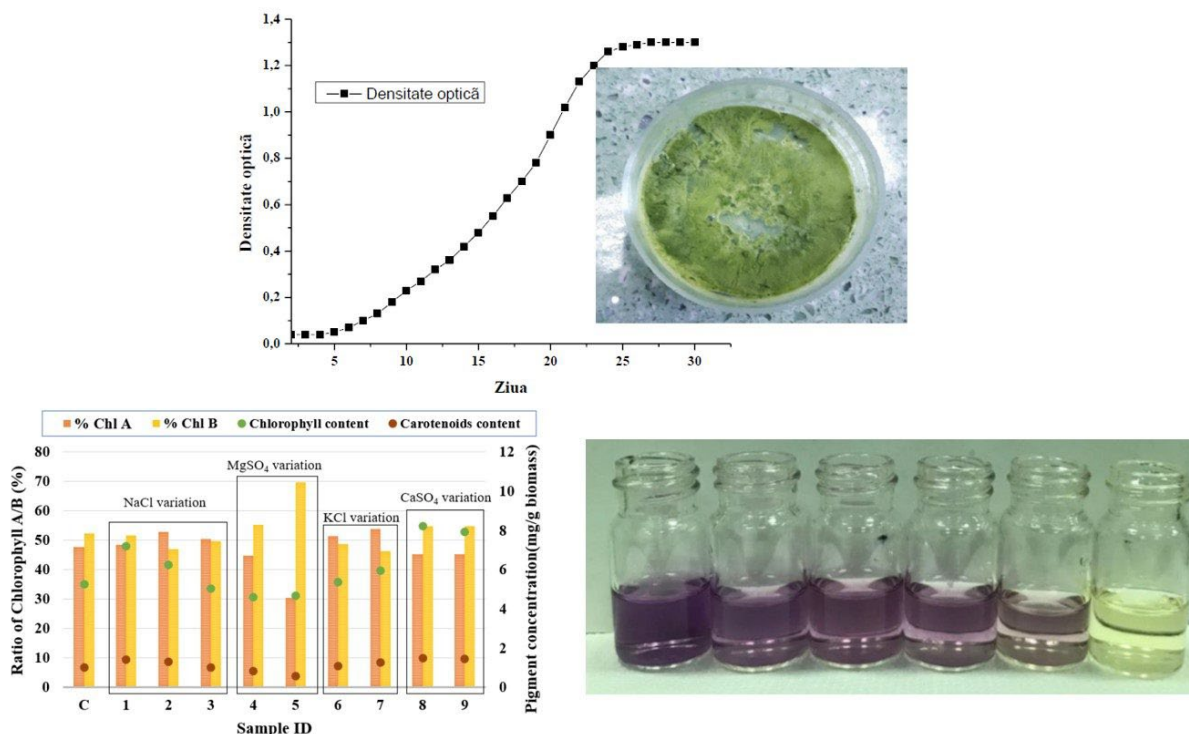 1,4
1,2
1,0
0,8
0,6
0,4
0,2
0,0
Densitate optică
Densitate optică
5 10 15 20 25 30
Ziua
% Chl A % Chl B Chlorophyll content Carotenoids content
80
70
60
50
40
30
20
10
0
Ratio of Chlorophyll A/B (%)
NaCl variation
MgSO₄ variation
KCl variation
CaSO₄ variation
12
10
8
6
4
2
0
Pigment concentration(mg/g biomass)
C 1 2 3 4 5 6 7 8 9
Sample ID